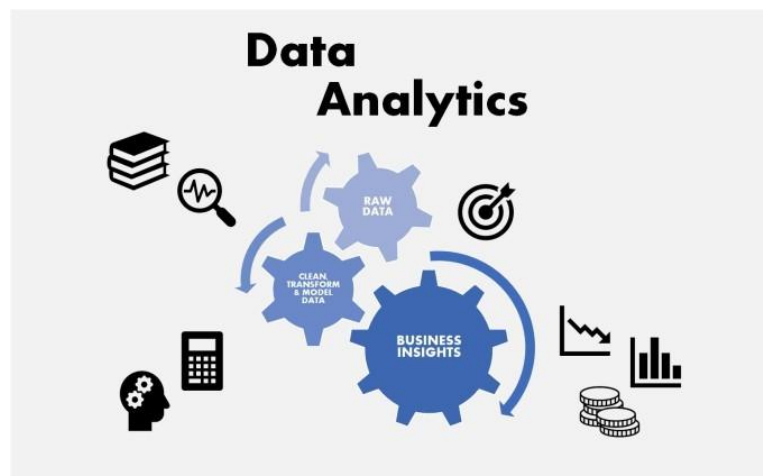 Data
Analytics
RAW
DATA
CLEAN,
TRANSFORM
& MODEL
DATA
BUSINESS
INSIGHTS